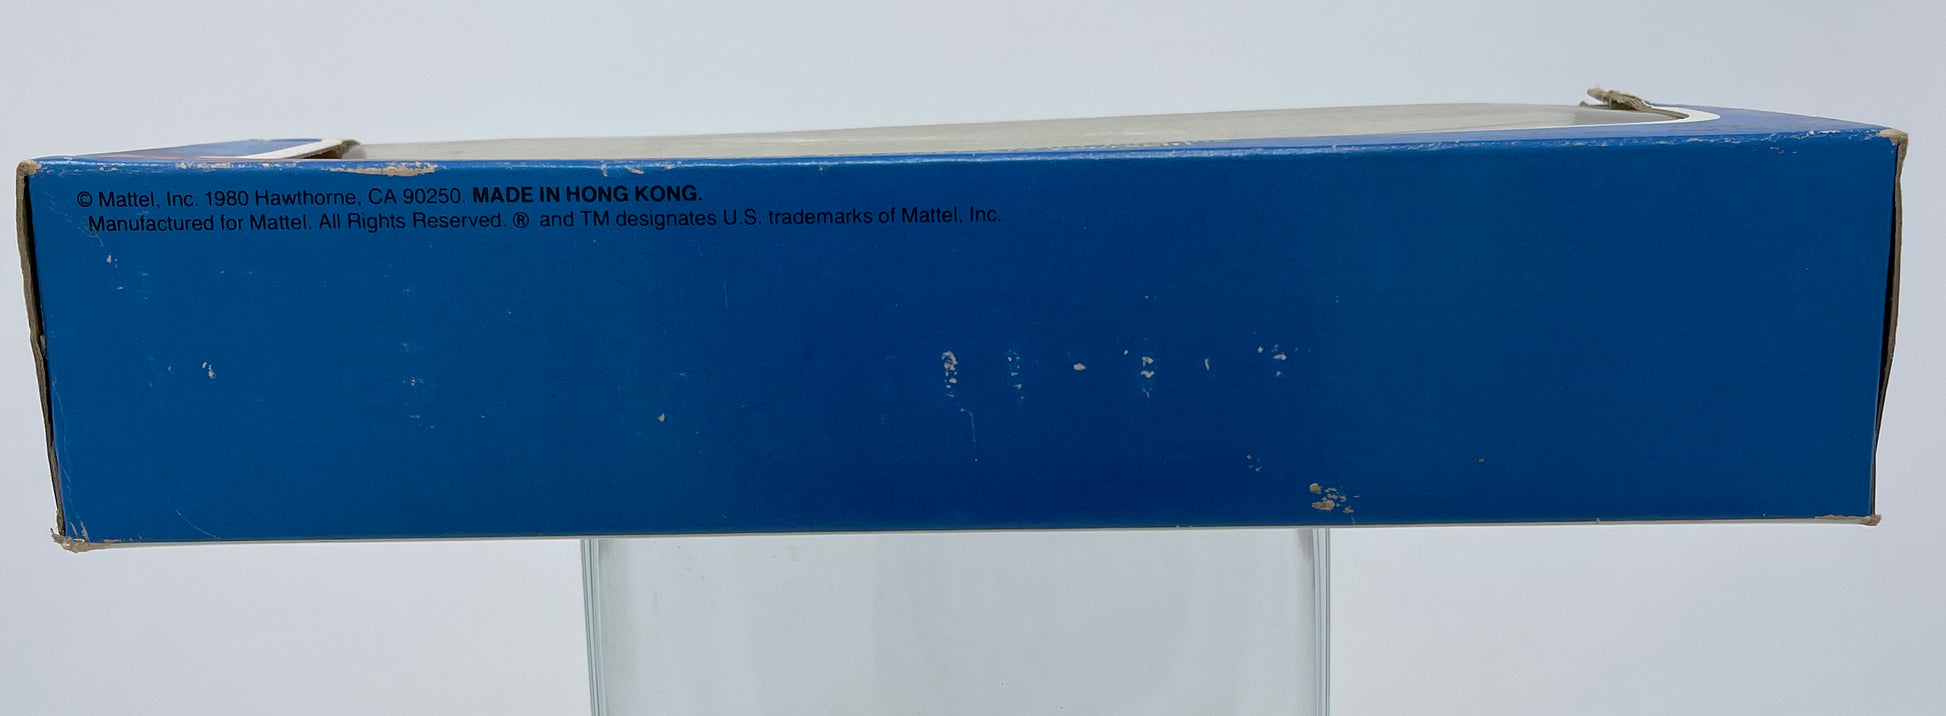 © Mattel, Inc. 1980 Hawthorne, CA 90250 MADE IN HONG KONG.
Manufactured for Mattel. All Rights Reserved. ® and TM designates U.S. trademarks of Mattel, Inc.